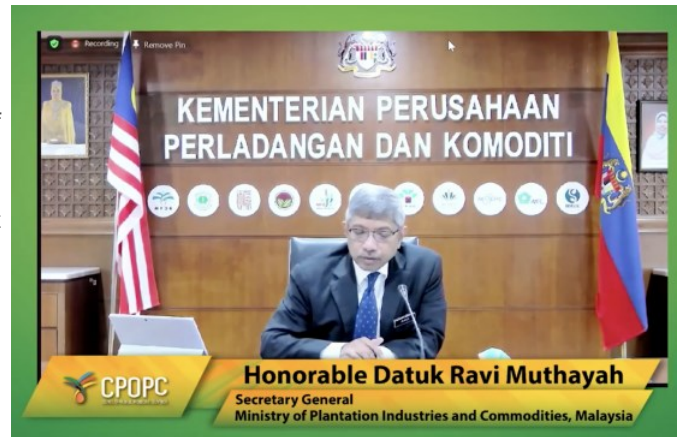 Recording
Remove Pin
KEMENTERIAN PERUSAHAAN
PERLADANGAN DAN KOMODITI
CPOPC
Honorable Datuk Ravi Muthayah
Secretary General
Ministry of Plantation Industries and Commodities, Malaysia